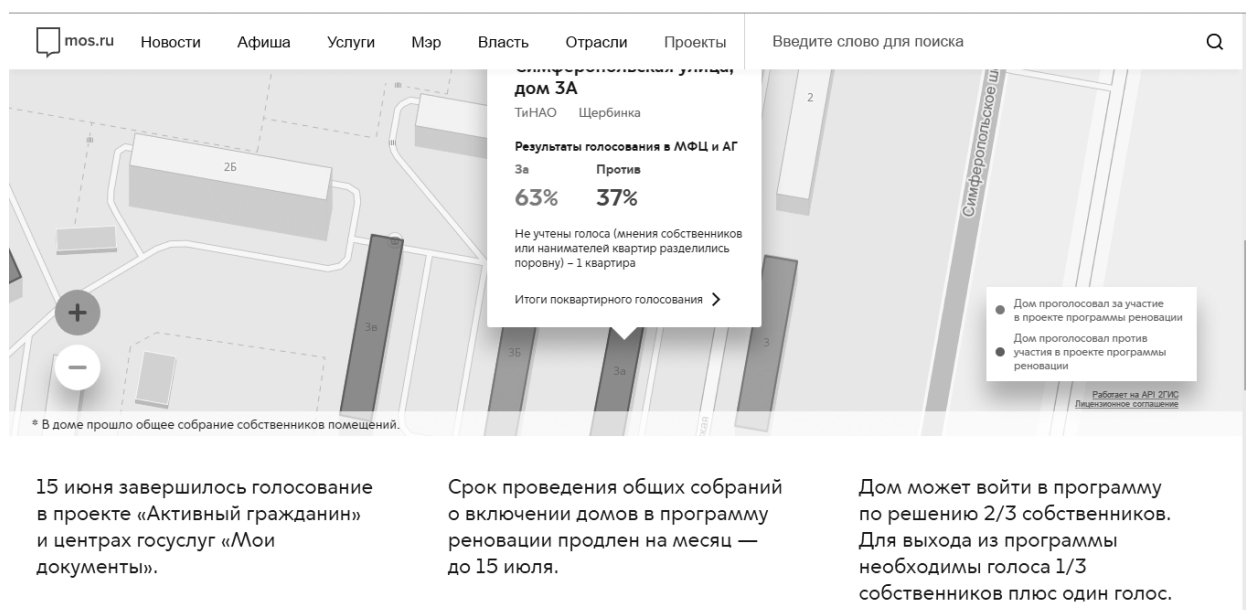 mos.ru Новости Афиша Услуги Мэр Власть Отрасли Проекты Введите слово для поиска
Симферопольская улица,
дом 3А
ТиНАО Щербинка
Результаты голосования в МФЦ и АГ
За Против
63% 37%
Не учтены голоса (мнения собственников
или нанимателей квартир разделились
поровну) – 1 квартира
Итоги поквартирного голосования
2
2Б
3в
3Б
3а
3
Симферопольское
Дом проголосовал за участие
в проекте программы реновации
Дом проголосовал против
участия в проекте программы
реновации
Работает на API 2ГИС
Лицензионное соглашение
* В доме прошло общее собрание собственников помещений.
15 июня завершилось голосование
в проекте «Активный гражданин»
и центрах госуслуг «Мои
документы».
Срок проведения общих собраний
о включении домов в программу
реновации продлен на месяц —
до 15 июля.
Дом может войти в программу
по решению 2/3 собственников.
Для выхода из программы
необходимы голоса 1/3
собственников плюс один голос.